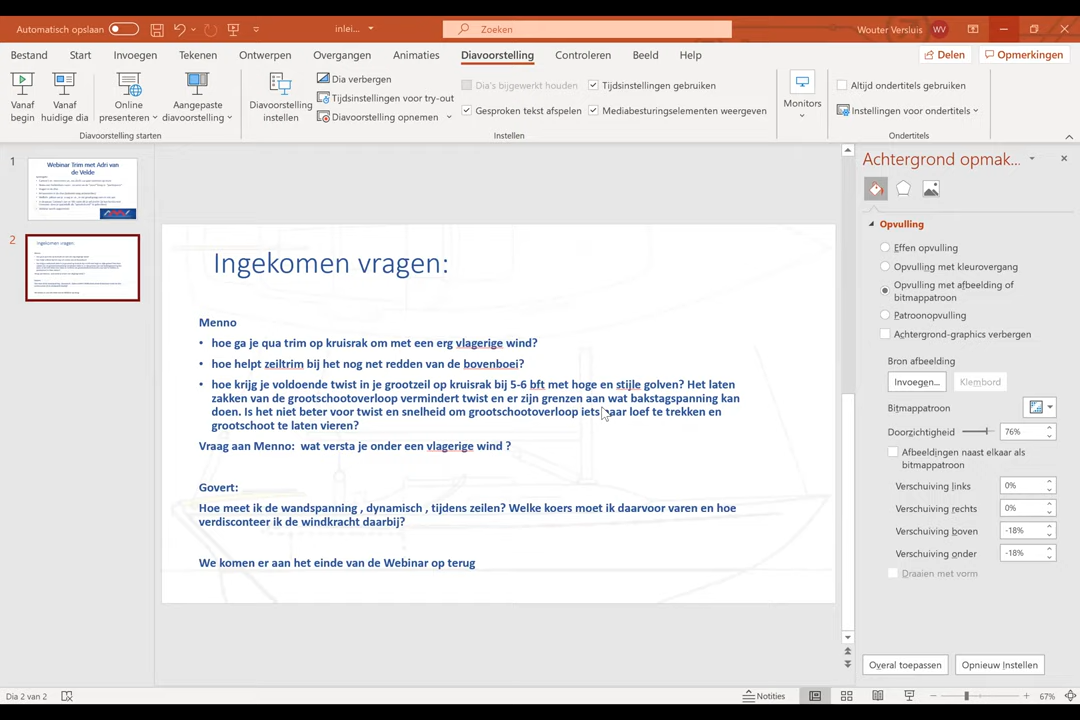 Automatisch opslaan
inlei...
Zoeken
Wouter Versluis
WV
Bestand Start Invoegen Tekenen Ontwerpen Overgangen Animaties Diavoorstelling Controleren Beeld Help
Delen
Opmerkingen
Vanaf begin
Vanaf huidige dia
Online presenteren
Aangepaste diavoorstelling
Diavoorstelling starten
Diavoorstelling instellen
Dia verbergen
Tijdsinstellingen voor try-out
Diavoorstelling opnemen
Dia's bijgewerkt houden
Tijdsinstellingen gebruiken
Gesproken tekst afspelen
Mediabesturingselementen weergeven
Instellen
Monitors
Altijd ondertitels gebruiken
Instellingen voor ondertitels
Ondertitels
1
Webinar Trim met Adri van
de Velde
2
Ingekomen vragen:
Ingekomen vragen:
Menno
• hoe ga je qua trim op kruisrak om met een erg vlagerige wind?
• hoe helpt zeiltrim bij het nog net redden van de bovenboei?
• hoe krijg je voldoende twist in je grootzeil op kruisrak bij 5-6 bft met hoge en stijle golven? Het laten
zakken van de grootschootoverloop vermindert twist en er zijn grenzen aan wat bakstagspanning kan
doen. Is het niet beter voor twist en snelheid om grootschootoverloop iets naar loef te trekken en
grootschoot te laten vieren?
Vraag aan Menno: wat versta je onder een vlagerige wind ?
Govert:
Hoe meet ik de wandspanning , dynamisch , tijdens zeilen? Welke koers moet ik daarvoor varen en hoe
verdisconteer ik de windkracht daarbij?
We komen er aan het einde van de Webinar op terug
Achtergrond opmak...
Opvulling
Effen opvulling
Opvulling met kleurovergang
Opvulling met afbeelding of
bitmappatroon
Patroonopvulling
Achtergrond-graphics verbergen
Bron afbeelding
Invoegen... Klembord
Bitmappatroon
Doorzichtigheid 76%
Afbeeldingen naast elkaar als
bitmappatroon
Verschuiving links 0%
Verschuiving rechts 0%
Verschuiving boven -18%
Verschuiving onder -18%
Draaien met vorm
Overal toepassen Opnieuw Instellen
Dia 2 van 2
Notities
67%